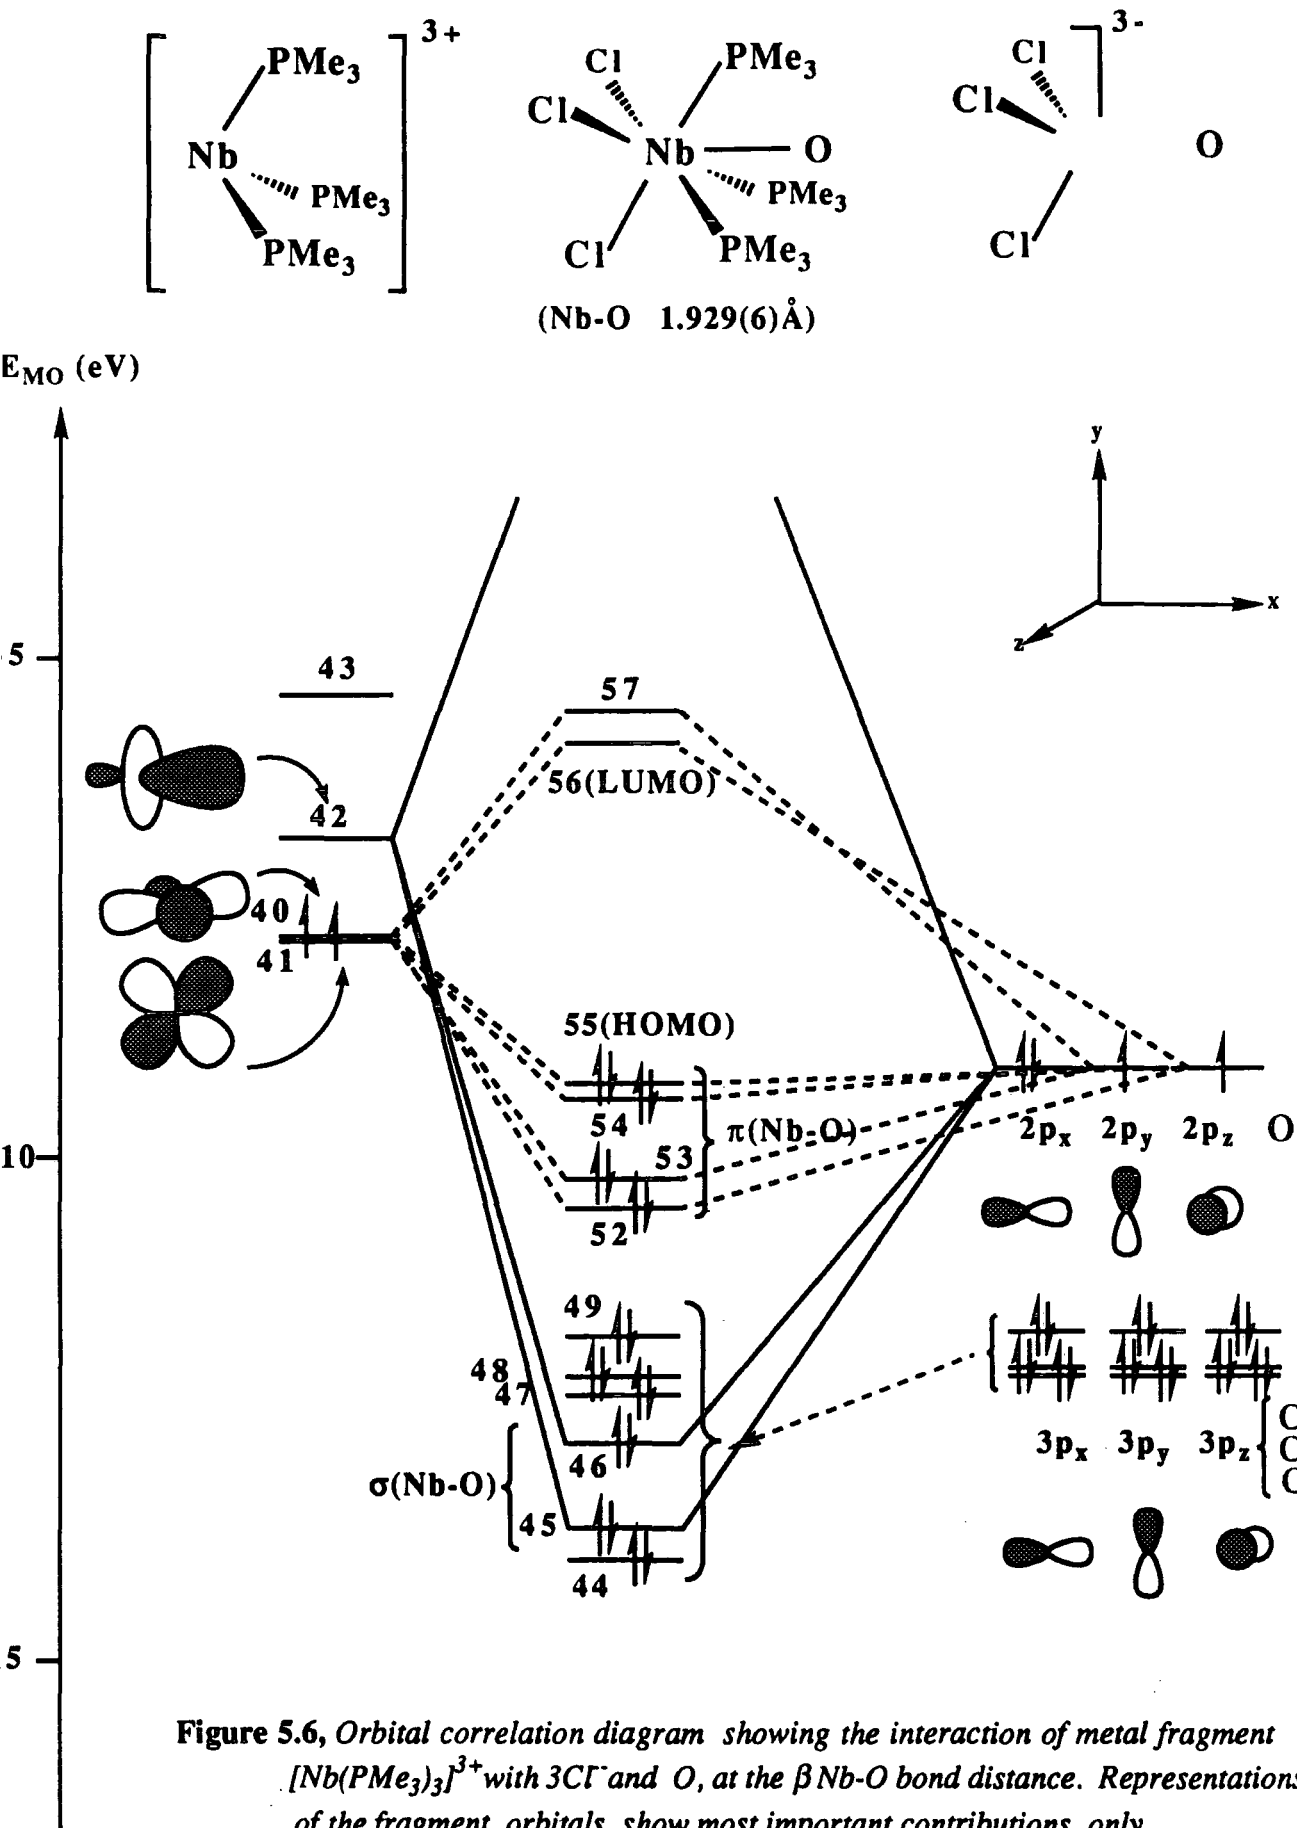 [Nb PMe3 PMe3 PMe3]3+
Cl Cl Cl Nb PMe3 O PMe3 PMe3
Cl Cl Cl ]3- O
(Nb-O 1.929(6)Å)
EMO (eV)
y
x
z
5
43
57
56(LUMO)
42
40
41
55(HOMO)
54
π(Nb-O)
10
53
52
2px 2py 2pz O
49
48
47
46
σ(Nb-O)
45
44
3px 3py 3pz
5
Figure 5.6, Orbital correlation diagram showing the interaction of metal fragment
[Nb(PMe3)3]3+ with 3Cl- and O, at the β Nb-O bond distance. Representations
of the fragment orbitals show most important contributions only